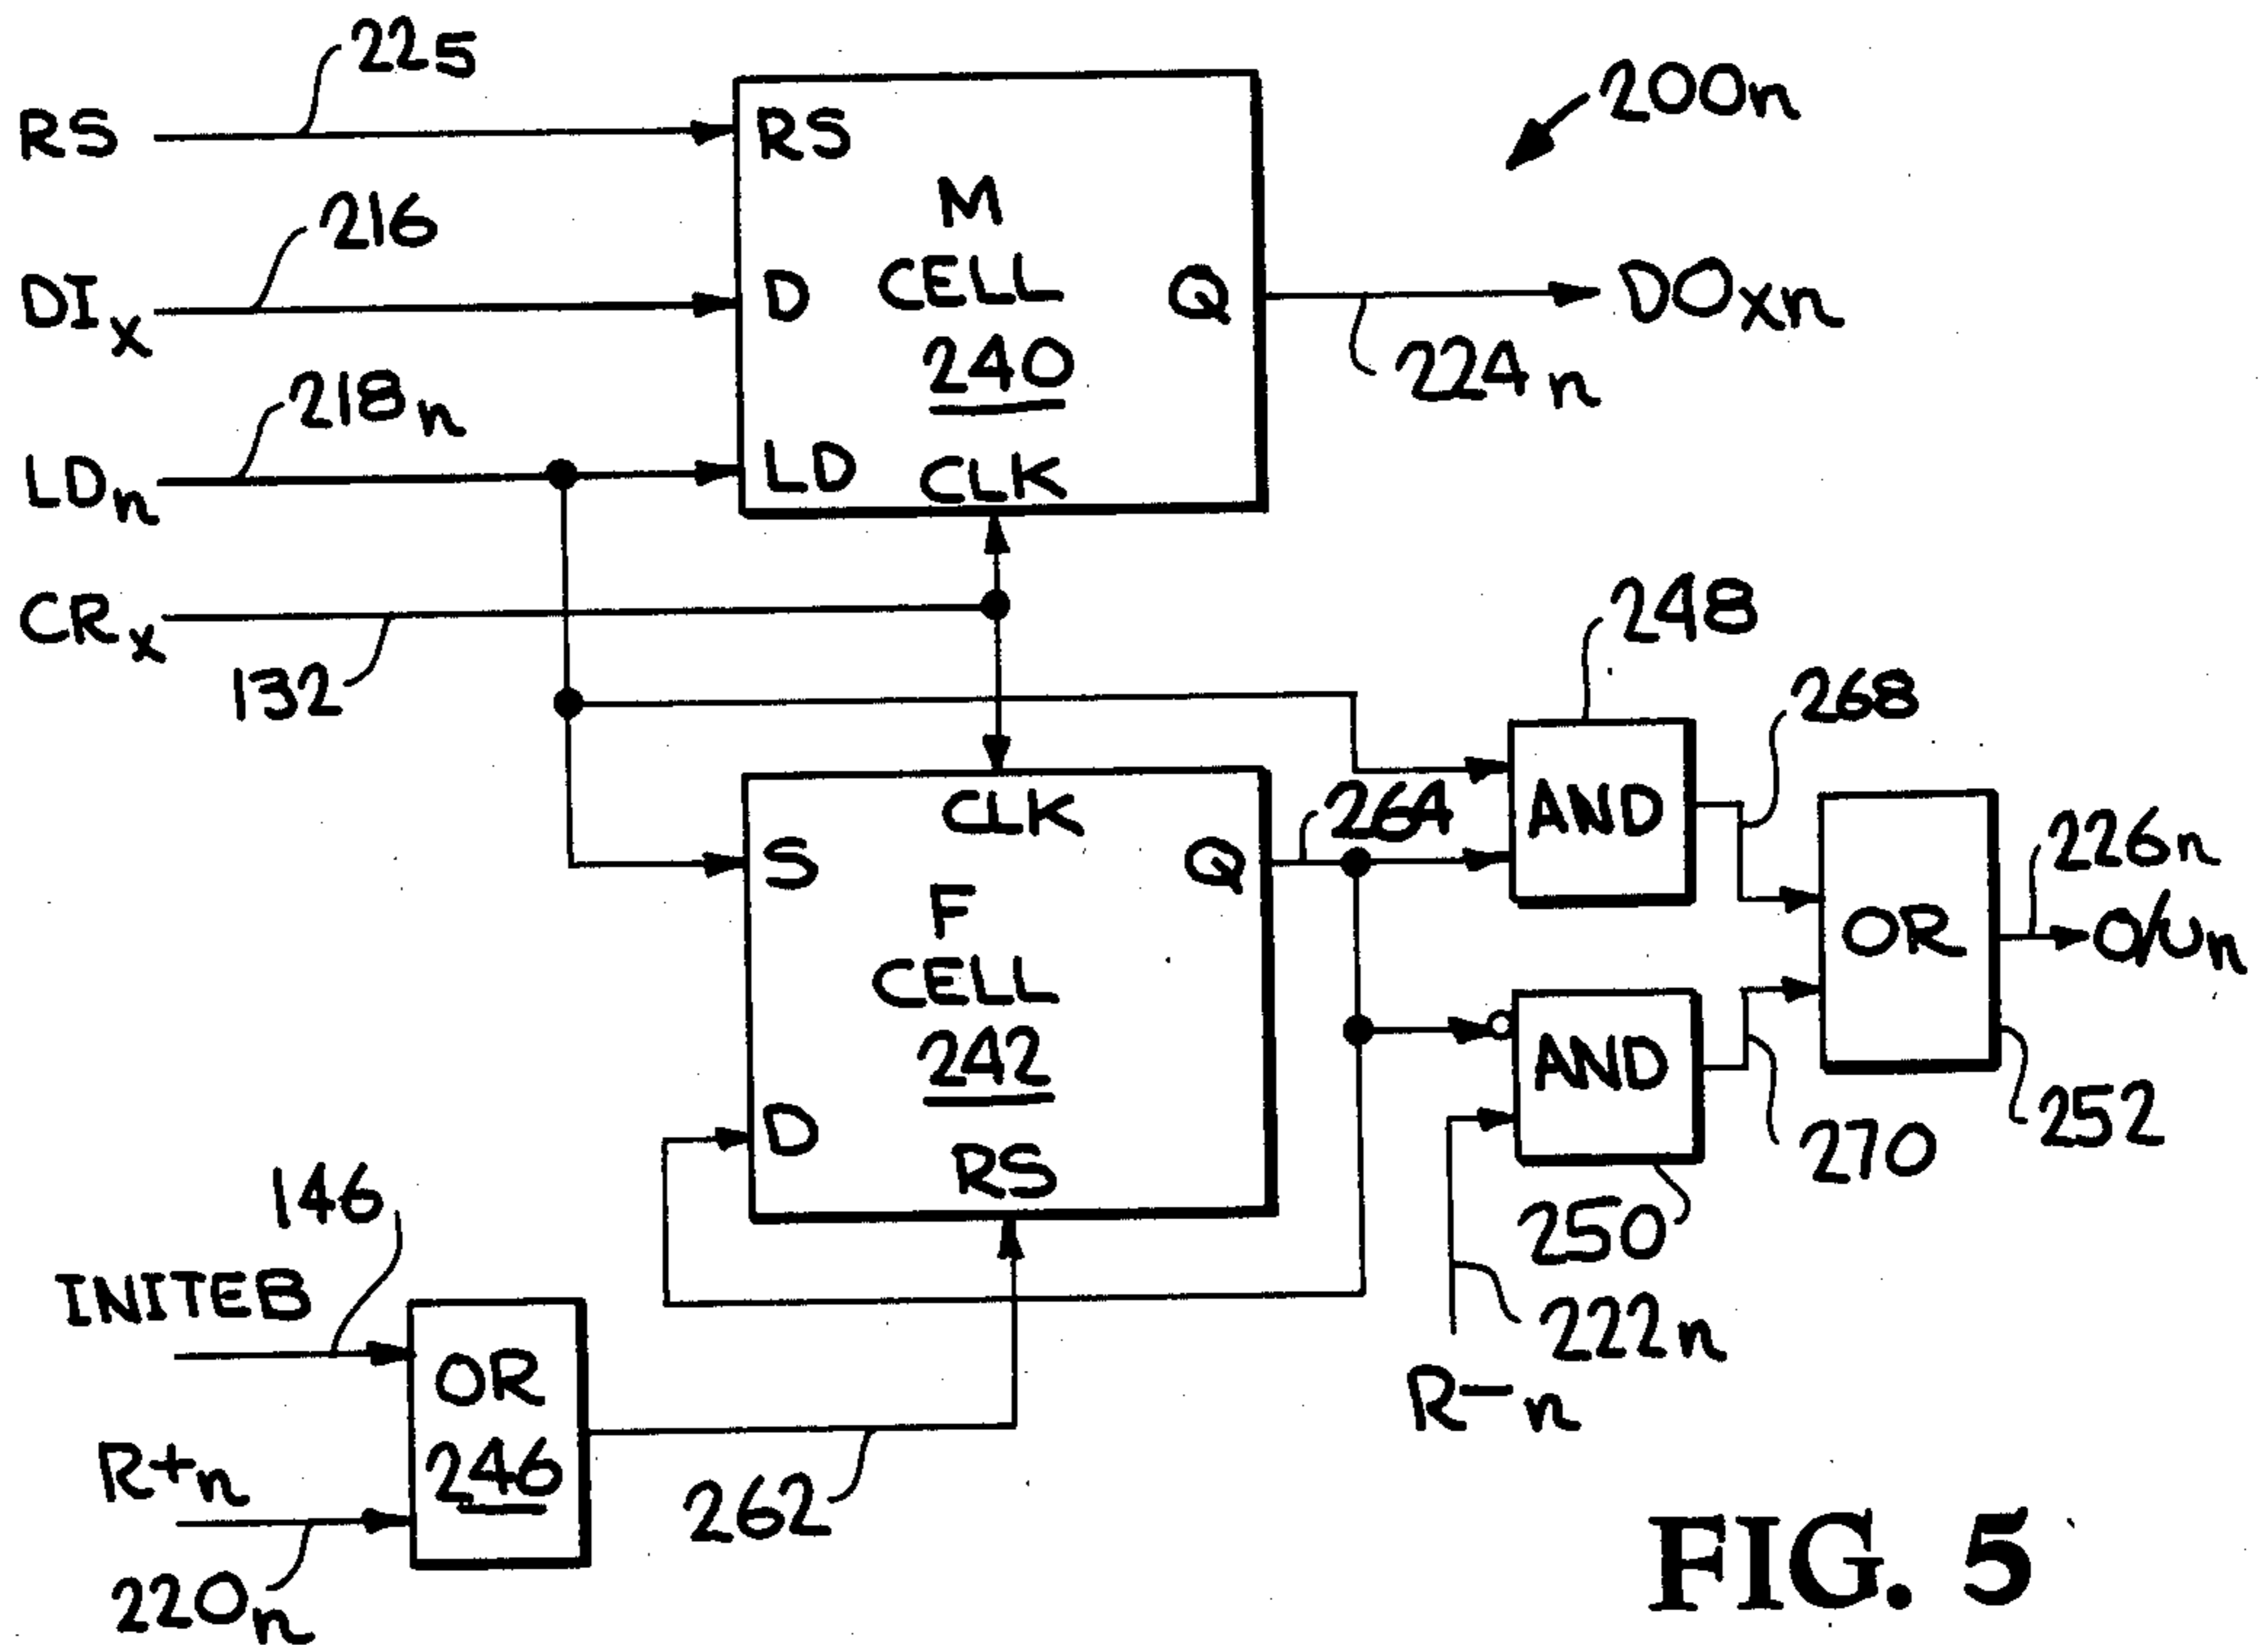 225
200n
RS
RS
M
CELL
240
216
DIx
D
Q
DOxn
224n
218n
LDn
LD
CLK
CRx
132
248
268
CLK
S
Q
264
AND
F
CELL
242
OR
226n
O/Un
AND
D
RS
252
270
250
146
INITEB
222n
R-n
OR
246
R+n
262
220n
FIG. 5